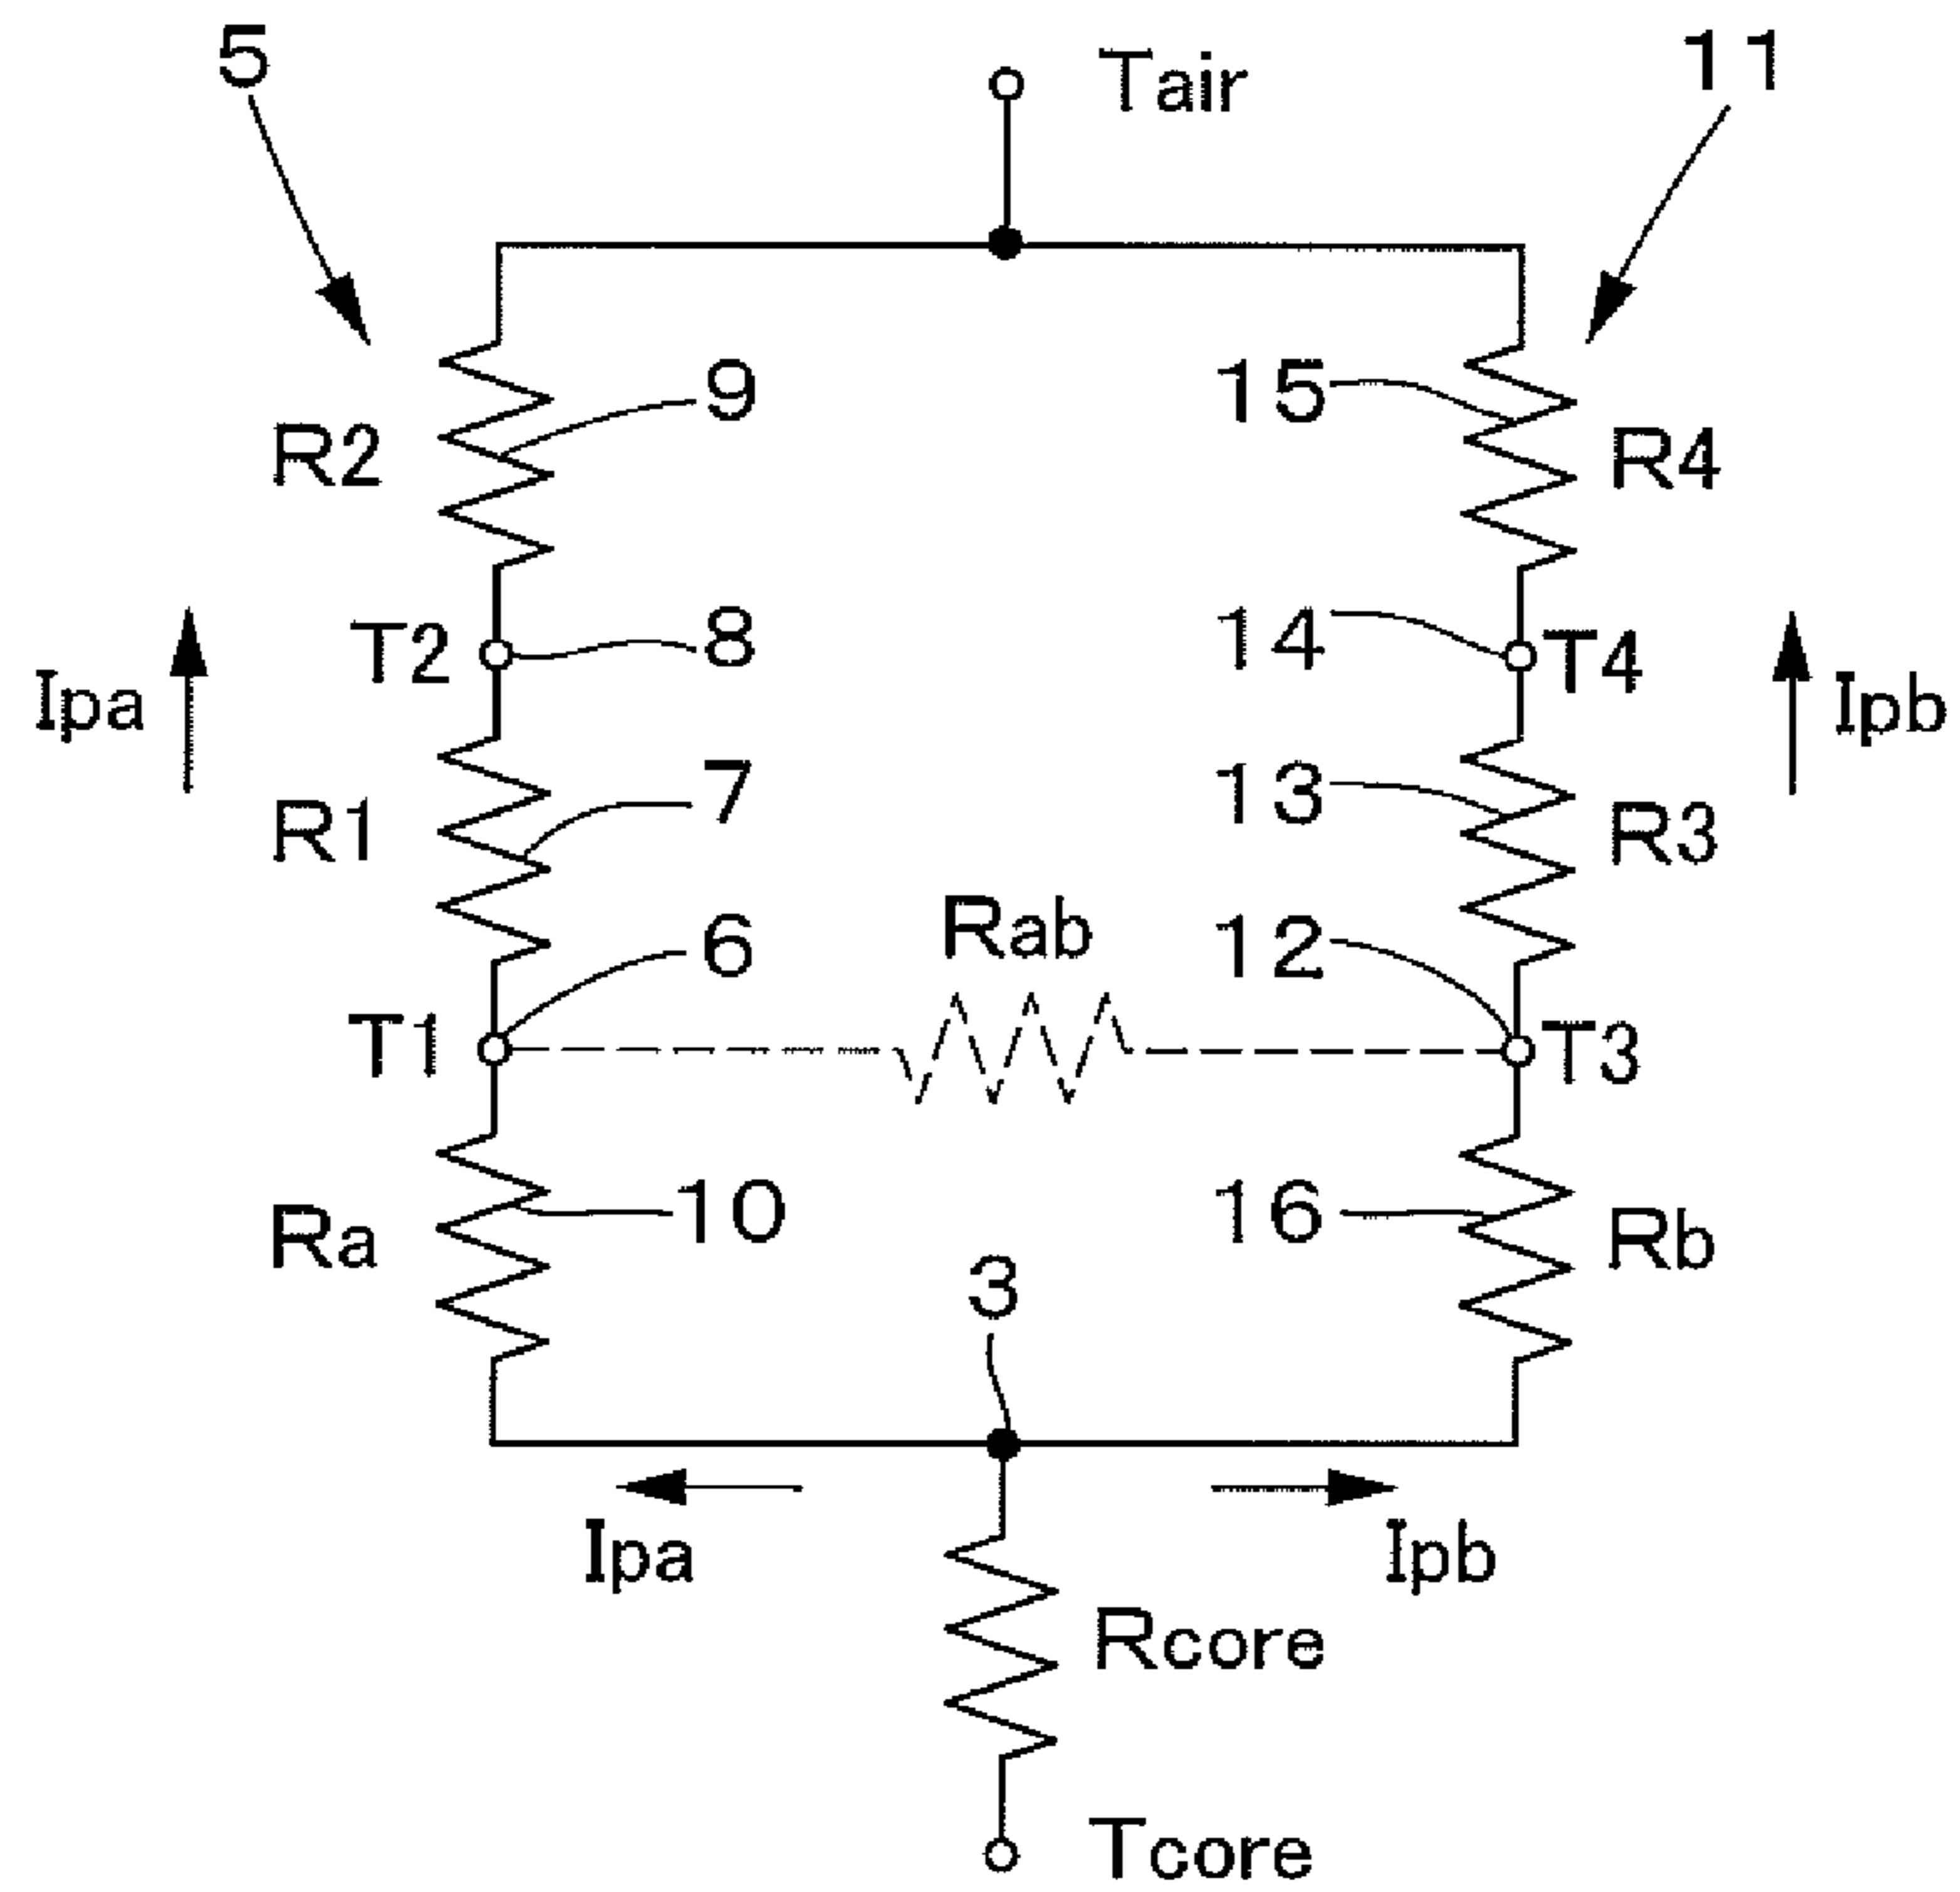 5
Tair
11
9
15
R2
R4
T2
8
14
T4
Ipa
Ipb
R1
7
13
R3
6
Rab
12
T1
T3
Ra
10
16
Rb
3
Ipa
Ipb
Rcore
Tcore